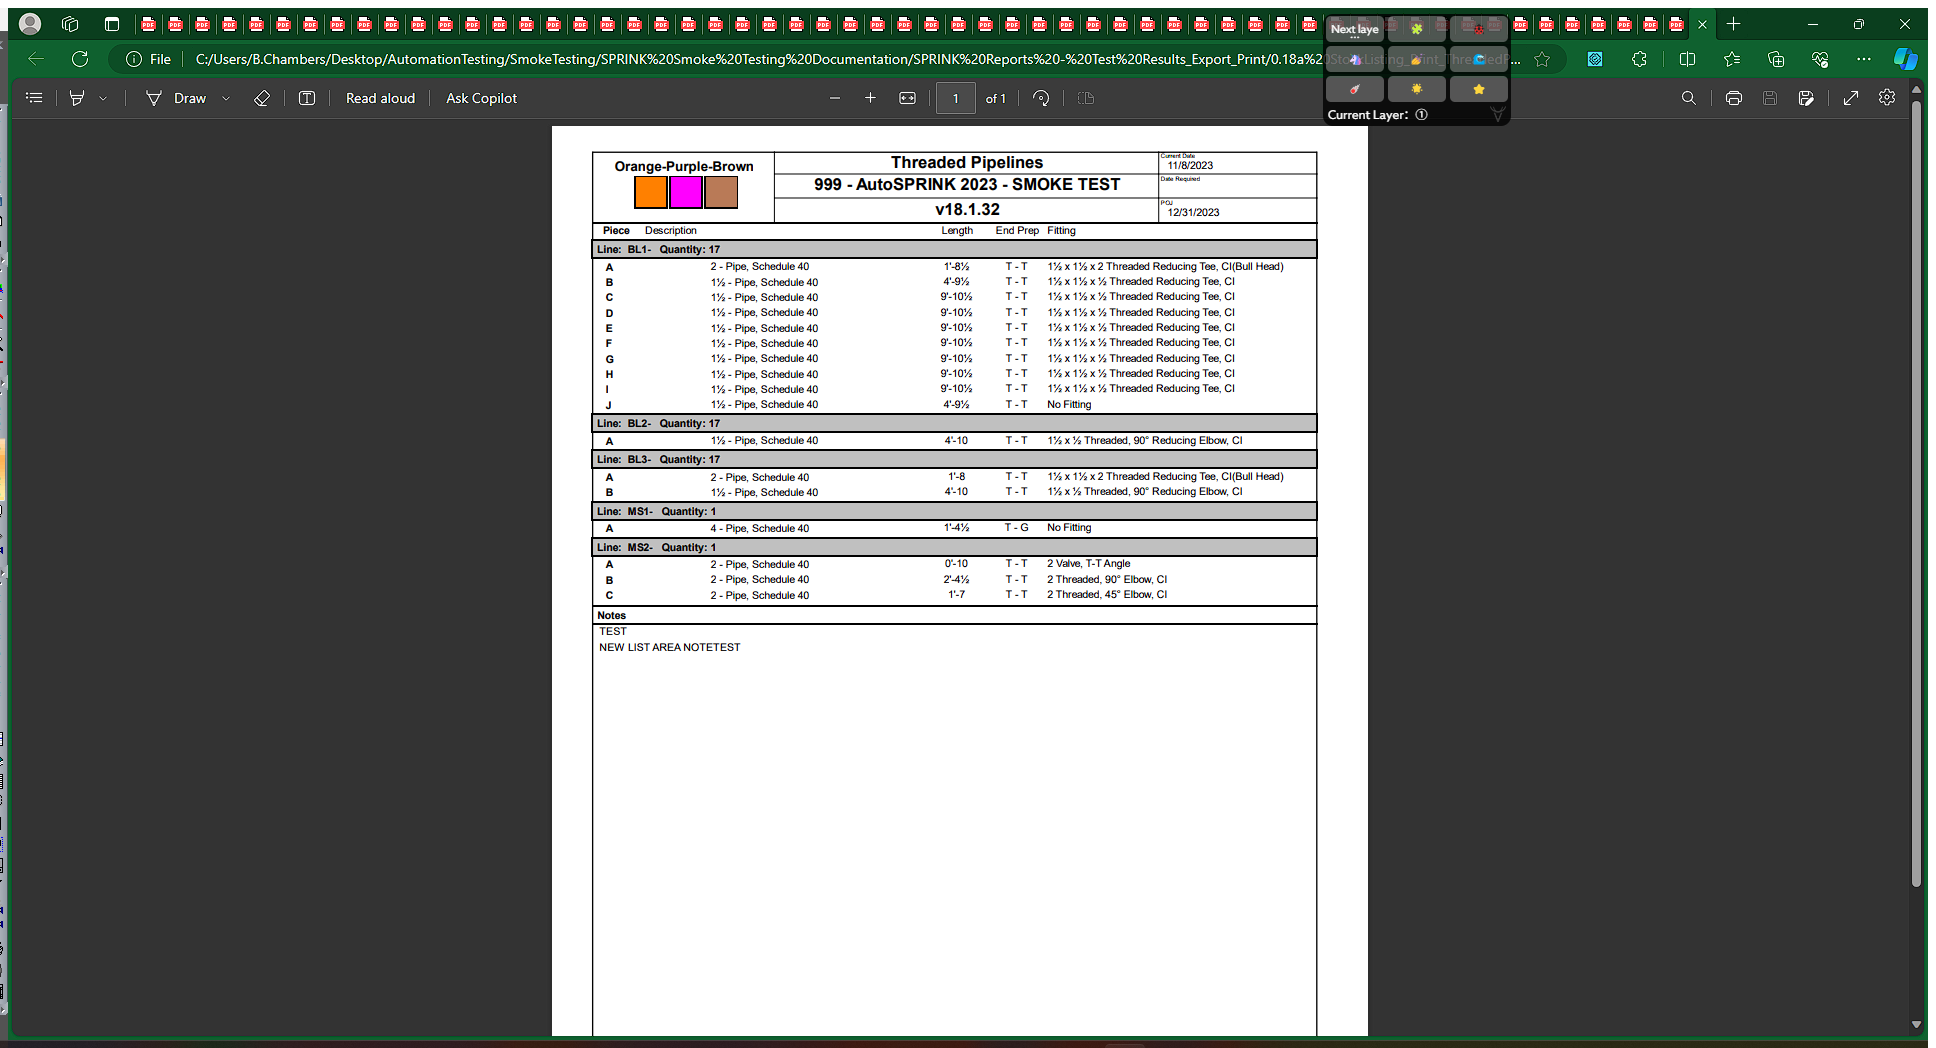 Next laye
File
C:/Users/B.Chambers/Desktop/AutomationTesting/SmokeTesting/SPRINK%20Smoke%20Testing%20Documentation/SPRINK%20Reports%20-%20Test%20Results_Export_Print/0.18a%20
Draw
Read aloud
Ask Copilot
1 of 1
Current Layer: ①
Orange-Purple-Brown
Threaded Pipelines
999 - AutoSPRINK 2023 - SMOKE TEST
v18.1.32
Current Date
11/8/2023
Date Required
POJ
12/31/2023
Piece Description Length End Prep Fitting
Line: BL1- Quantity: 17
A 2 - Pipe, Schedule 40 1'-8½ T - T 1½ x 1½ x 2 Threaded Reducing Tee, CI(Bull Head)
B 1½ - Pipe, Schedule 40 4'-9½ T - T 1½ x 1½ x ½ Threaded Reducing Tee, CI
C 1½ - Pipe, Schedule 40 9'-10½ T - T 1½ x 1½ x ½ Threaded Reducing Tee, CI
D 1½ - Pipe, Schedule 40 9'-10½ T - T 1½ x 1½ x ½ Threaded Reducing Tee, CI
E 1½ - Pipe, Schedule 40 9'-10½ T - T 1½ x 1½ x ½ Threaded Reducing Tee, CI
F 1½ - Pipe, Schedule 40 9'-10½ T - T 1½ x 1½ x ½ Threaded Reducing Tee, CI
G 1½ - Pipe, Schedule 40 9'-10½ T - T 1½ x 1½ x ½ Threaded Reducing Tee, CI
H 1½ - Pipe, Schedule 40 9'-10½ T - T 1½ x 1½ x ½ Threaded Reducing Tee, CI
I 1½ - Pipe, Schedule 40 9'-10½ T - T 1½ x 1½ x ½ Threaded Reducing Tee, CI
J 1½ - Pipe, Schedule 40 4'-9½ T - T No Fitting
Line: BL2- Quantity: 17
A 1½ - Pipe, Schedule 40 4'-10 T - T 1½ x ½ Threaded, 90° Reducing Elbow, CI
Line: BL3- Quantity: 17
A 2 - Pipe, Schedule 40 1'-8 T - T 1½ x 1½ x 2 Threaded Reducing Tee, CI(Bull Head)
B 1½ - Pipe, Schedule 40 4'-10 T - T 1½ x ½ Threaded, 90° Reducing Elbow, CI
Line: MS1- Quantity: 1
A 4 - Pipe, Schedule 40 1'-4½ T - G No Fitting
Line: MS2- Quantity: 1
A 2 - Pipe, Schedule 40 0'-10 T - T 2 Valve, T-T Angle
B 2 - Pipe, Schedule 40 2'-4½ T - T 2 Threaded, 90° Elbow, CI
C 2 - Pipe, Schedule 40 1'-7 T - T 2 Threaded, 45° Elbow, CI
Notes
TEST
NEW LIST AREA NOTETEST